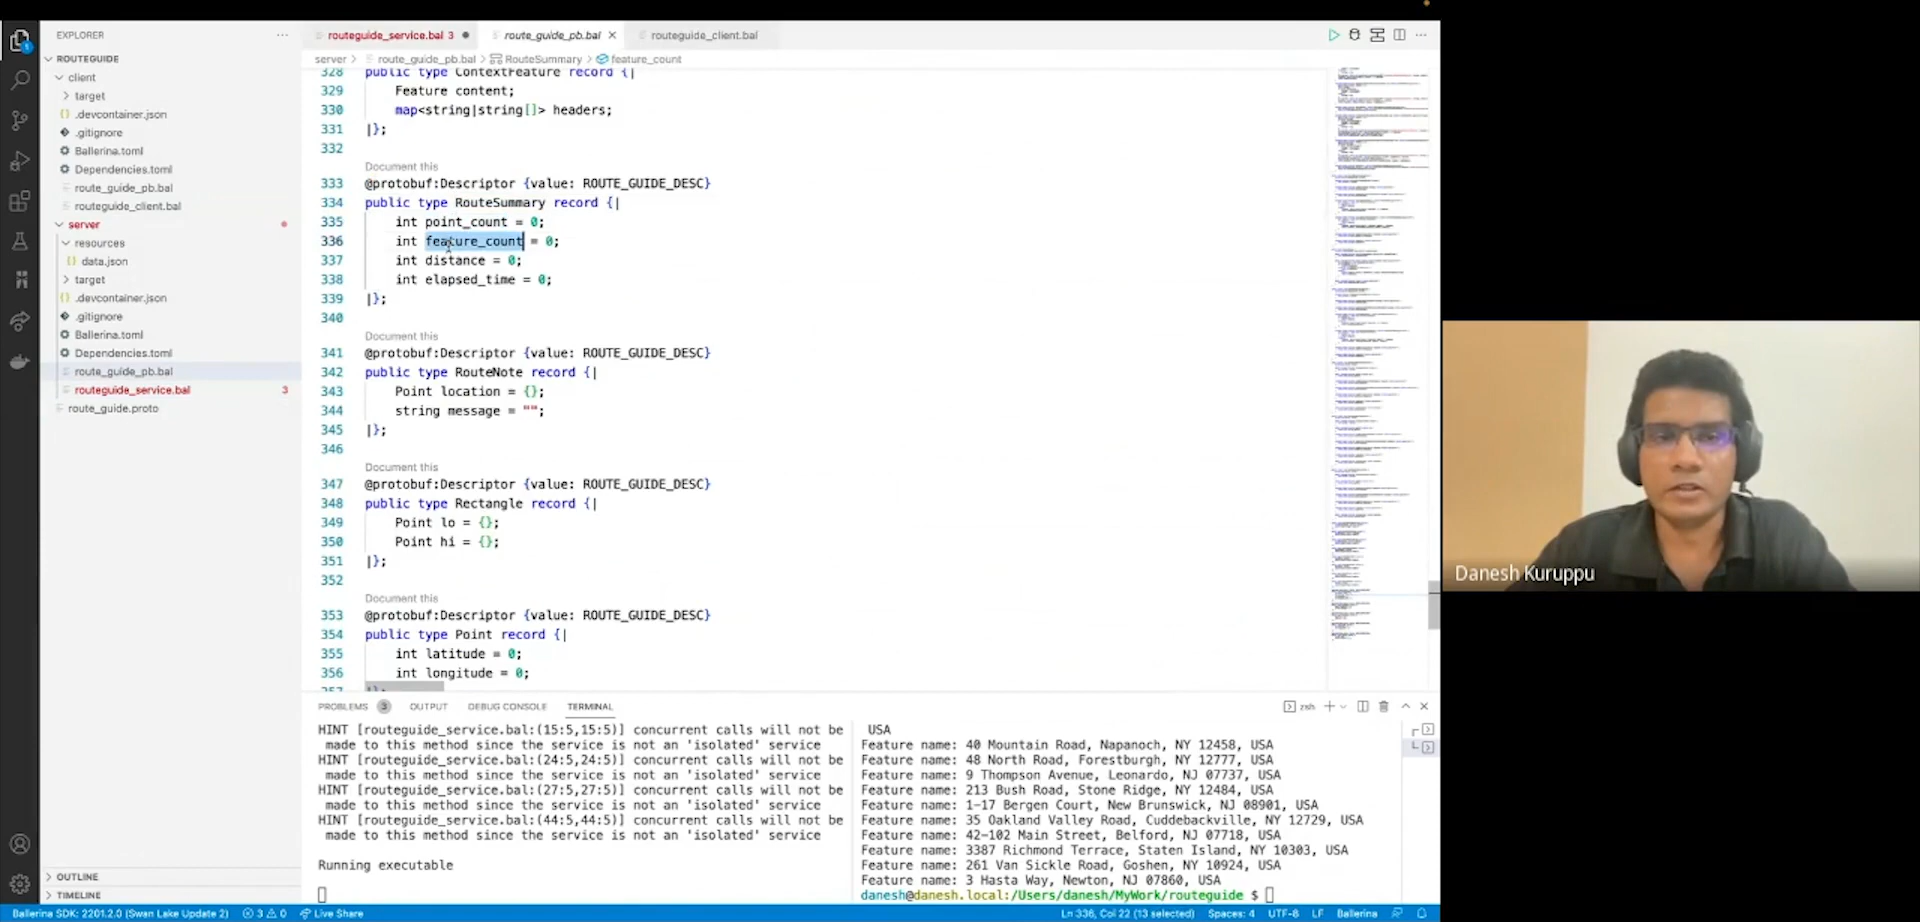 EXPLORER
ROUTEGUIDE
client
target
.devcontainer.json
.gitignore
Ballerina.toml
Dependencies.toml
route_guide_pb.bal
routeguide_client.bal
server
resources
data.json
target
.devcontainer.json
.gitignore
Ballerina.toml
Dependencies.toml
route_guide_pb.bal
routeguide_service.bal 3
route_guide.proto
OUTLINE
TIMELINE
routeguide_service.bal 3
route_guide_pb.bal
routeguide_client.bal
server > route_guide_pb.bal > RouteSummary > feature_count
328 public type ContextFeature record {|
329 Feature content;
330 map<string|string[]> headers;
331 |};
332
Document this
333 @protobuf:Descriptor {value: ROUTE_GUIDE_DESC}
334 public type RouteSummary record {|
335 int point_count = 0;
336 int feature_count = 0;
337 int distance = 0;
338 int elapsed_time = 0;
339 |};
340
Document this
341 @protobuf:Descriptor {value: ROUTE_GUIDE_DESC}
342 public type RouteNote record {|
343 Point location = {};
344 string message = "";
345 |};
346
Document this
347 @protobuf:Descriptor {value: ROUTE_GUIDE_DESC}
348 public type Rectangle record {|
349 Point lo = {};
350 Point hi = {};
351 |};
352
Document this
353 @protobuf:Descriptor {value: ROUTE_GUIDE_DESC}
354 public type Point record {|
355 int latitude = 0;
356 int longitude = 0;
357 |};
PROBLEMS 3 OUTPUT DEBUG CONSOLE TERMINAL
zsh
HINT [routeguide_service.bal:(15:5,15:5)] concurrent calls will not be
made to this method since the service is not an 'isolated' service
HINT [routeguide_service.bal:(24:5,24:5)] concurrent calls will not be
made to this method since the service is not an 'isolated' service
HINT [routeguide_service.bal:(27:5,27:5)] concurrent calls will not be
made to this method since the service is not an 'isolated' service
HINT [routeguide_service.bal:(44:5,44:5)] concurrent calls will not be
made to this method since the service is not an 'isolated' service
Running executable
USA
Feature name: 40 Mountain Road, Napanoch, NY 12458, USA
Feature name: 48 North Road, Forestburgh, NY 12777, USA
Feature name: 9 Thompson Avenue, Leonardo, NJ 07737, USA
Feature name: 213 Bush Road, Stone Ridge, NY 12484, USA
Feature name: 1-17 Bergen Court, New Brunswick, NJ 08901, USA
Feature name: 35 Oakland Valley Road, Cuddebackville, NY 12729, USA
Feature name: 42-102 Main Street, Belford, NJ 07718, USA
Feature name: 3387 Richmond Terrace, Staten Island, NY 10303, USA
Feature name: 261 Van Sickle Road, Goshen, NY 10924, USA
Feature name: 3 Hasta Way, Newton, NJ 07860, USA
danesh@danesh.local:/Users/danesh/MyWork/routeguide $
Ballerina SDK: 2201.2.0 (Swan Lake Update 2) 3 0 Live Share
Ln 336, Col 22 (13 selected) Spaces: 4 UTF-8 LF Ballerina
Danesh Kuruppu